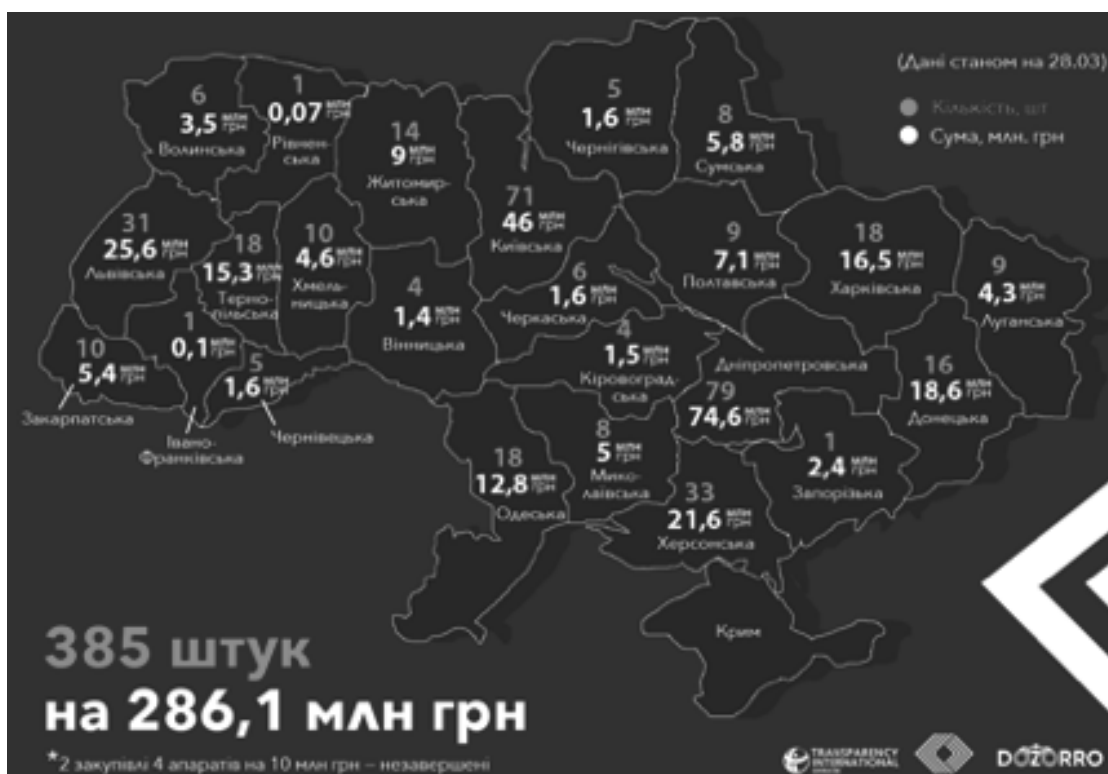 (Дані станом на 28.03)
Кількість, шт
Сума, млн. грн
6
3,5 млн грн
Волинська
1
0,07 млн грн
Рівнен-
ська
14
9 млн грн
Житомир-
ська
5
1,6 млн грн
Чернігівська
8
5,8 млн грн
Сумська
31
25,6 млн грн
Львівська
18
15,3 млн грн
Терно-
пільська
10
4,6 млн грн
Хмель-
ницька
71
46 млн грн
Київська
9
7,1 млн грн
Полтавська
18
16,5 млн грн
Харківська
9
4,3 млн грн
Луганська
6
1,6 млн грн
Черкаська
4
1,4 млн грн
Вінницька
1
0,1 млн грн
Івано-
Франківська
10
5,4 млн грн
Закарпатська
5
1,6 млн грн
Чернівецька
4
1,5 млн грн
Кіровоград-
ська
Дніпропетровська
79
74,6 млн грн
16
18,6 млн грн
Донецька
18
12,8 млн грн
Одеська
8
5 млн грн
Мико-
лаївська
1
2,4 млн грн
Запорізька
33
21,6 млн грн
Херсонська
Крим
385 штук
на 286,1 млн грн
*2 закупівлі 4 апаратів на 10 млн грн – незавершені
TRANSPARENCY
INTERNATIONAL
DOZORRO